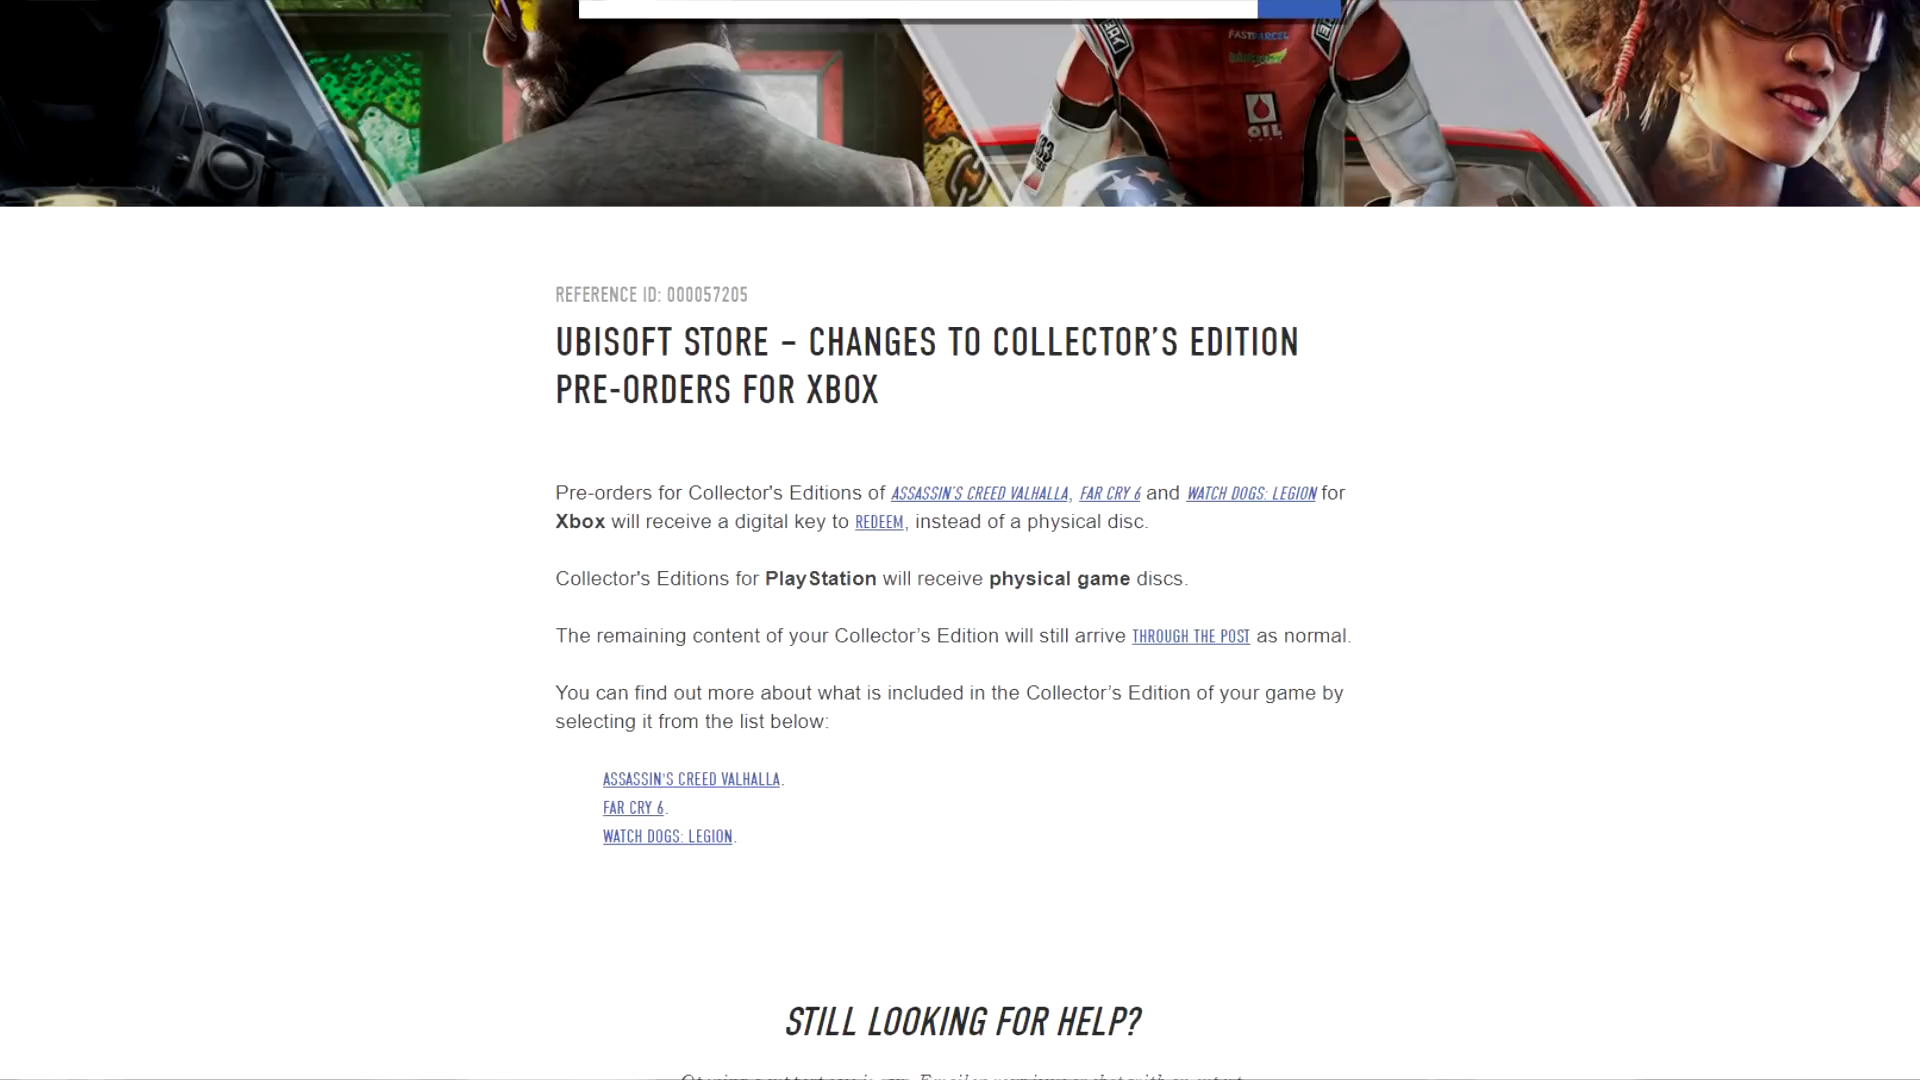 FASTPARCEL
OIL
REFERENCE ID: 000057205
UBISOFT STORE – CHANGES TO COLLECTOR’S EDITION
PRE-ORDERS FOR XBOX
Pre-orders for Collector's Editions of ASSASSIN'S CREED VALHALLA, FAR CRY 6 and WATCH DOGS: LEGION for
Xbox will receive a digital key to REDEEM, instead of a physical disc.
Collector's Editions for PlayStation will receive physical game discs.
The remaining content of your Collector’s Edition will still arrive THROUGH THE POST as normal.
You can find out more about what is included in the Collector’s Edition of your game by
selecting it from the list below:
ASSASSIN'S CREED VALHALLA.
FAR CRY 6.
WATCH DOGS: LEGION.
STILL LOOKING FOR HELP?